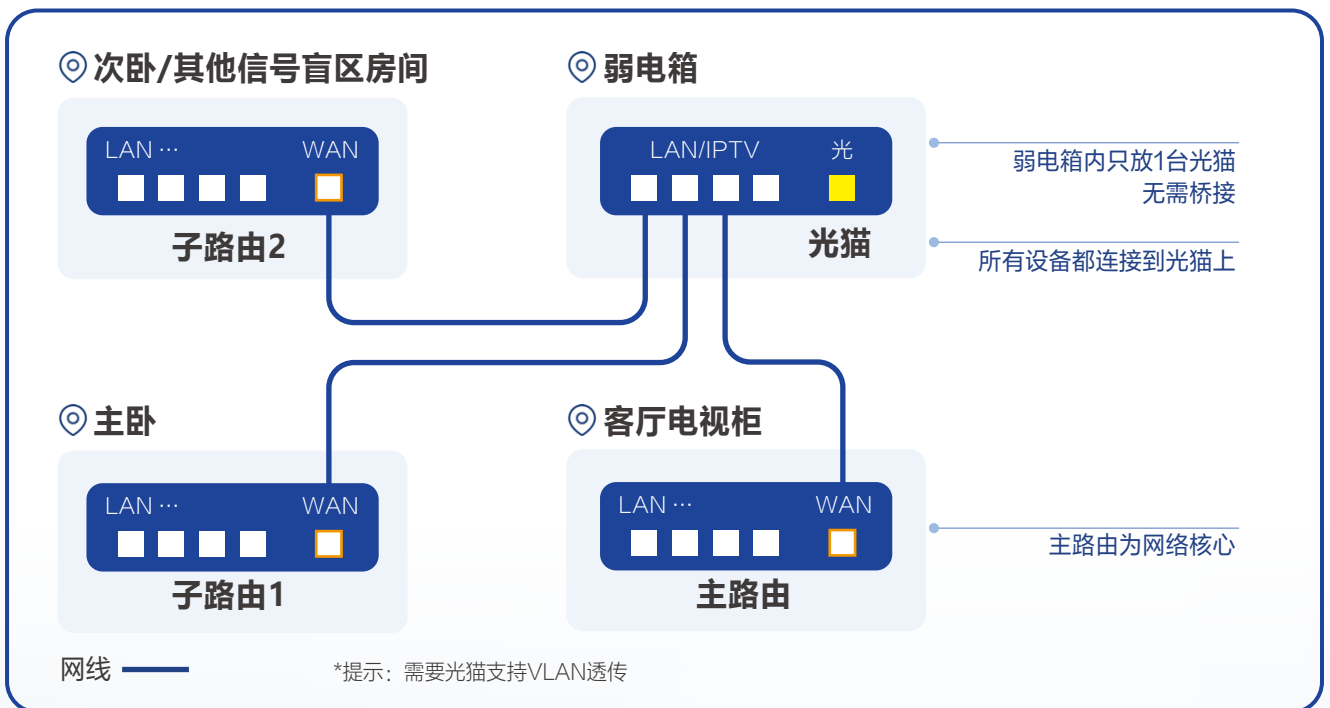 次卧/其他信号盲区房间
LAN ··· WAN
子路由2
弱电箱
LAN/IPTV 光
光猫
弱电箱内只放1台光猫
无需桥接
所有设备都连接到光猫上
主卧
LAN ··· WAN
子路由1
客厅电视柜
LAN ··· WAN
主路由
主路由为网络核心
网线
*提示：需要光猫支持VLAN透传